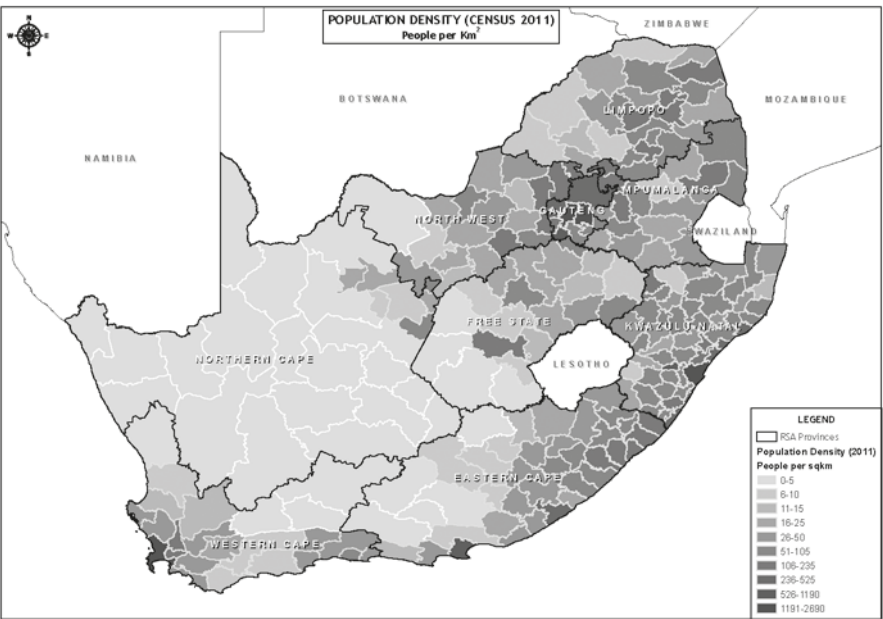 N
W
E
S
POPULATION DENSITY (CENSUS 2011)
People per Km²
ZIMBABWE
BOTSWANA
MOZAMBIQUE
NAMIBIA
LIMPOPO
MPUMALANGA
NORTH WEST
GAUTENG
WAZILAND
FREE STATE
KWAZULU-NATAL
NORTHERN CAPE
LESOTHO
EASTERN CAPE
WESTERN CAPE
LEGEND
RSA Provinces
Population Density (2011)
People per sqkm
0-5
6-10
11-15
16-25
26-50
51-105
106-235
236-525
526-1190
1191-2690